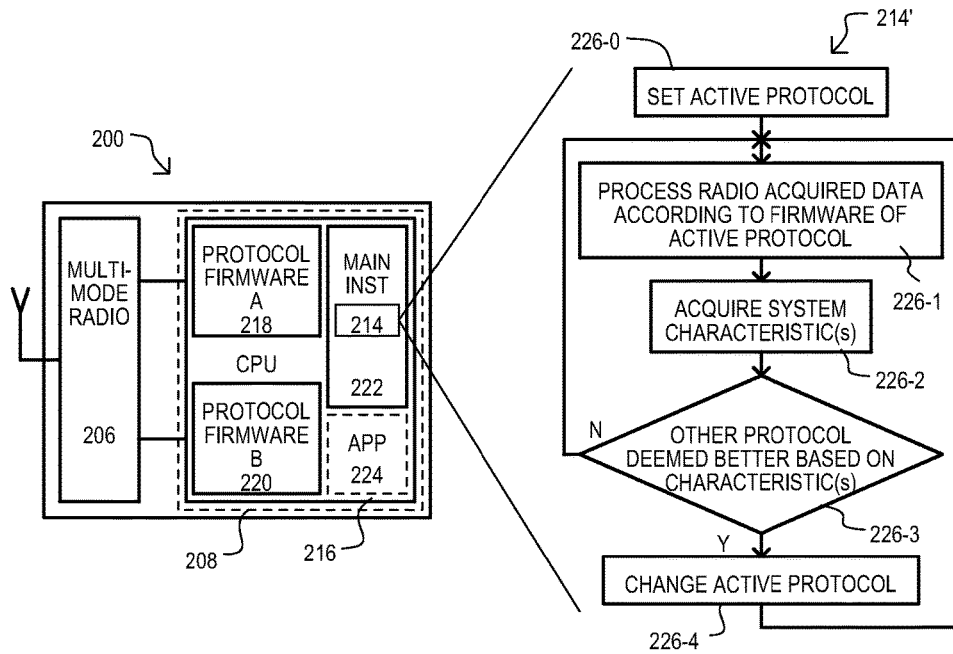 200
MULTI-
MODE
RADIO
206
PROTOCOL
FIRMWARE
A
218
CPU
PROTOCOL
FIRMWARE
B
220
MAIN
INST
214
222
APP
224
208
216
214'
226-0
SET ACTIVE PROTOCOL
PROCESS RADIO ACQUIRED DATA
ACCORDING TO FIRMWARE OF
ACTIVE PROTOCOL
226-1
ACQUIRE SYSTEM
CHARACTERISTIC(s)
226-2
N
OTHER PROTOCOL
DEEMED BETTER BASED ON
CHARACTERISTIC(s)
226-3
Y
CHANGE ACTIVE PROTOCOL
226-4